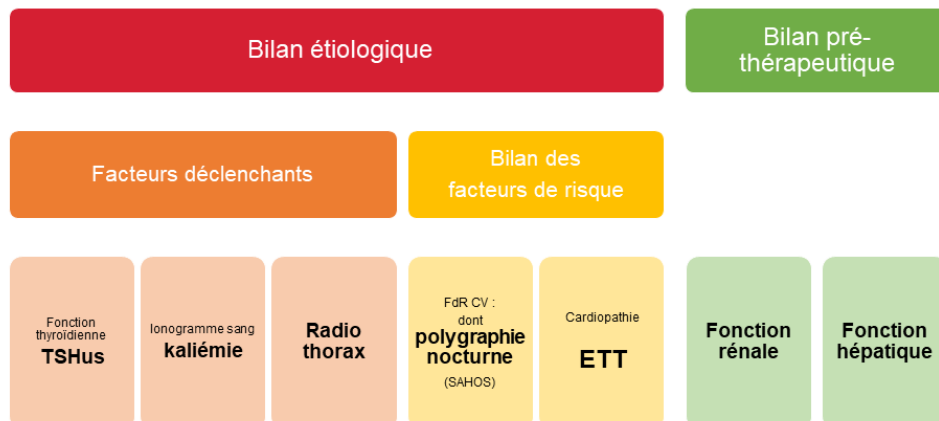 Bilan étiologique
Bilan pré-
thérapeutique
Facteurs déclenchants
Bilan des
facteurs de risque
Fonction
thyroïdienne
TSHus
Ionogramme sang
kaliémie
Radio
thorax
FdR CV :
dont
polygraphie
nocturne
(SAHOS)
Cardiopathie
ETT
Fonction
rénale
Fonction
hépatique